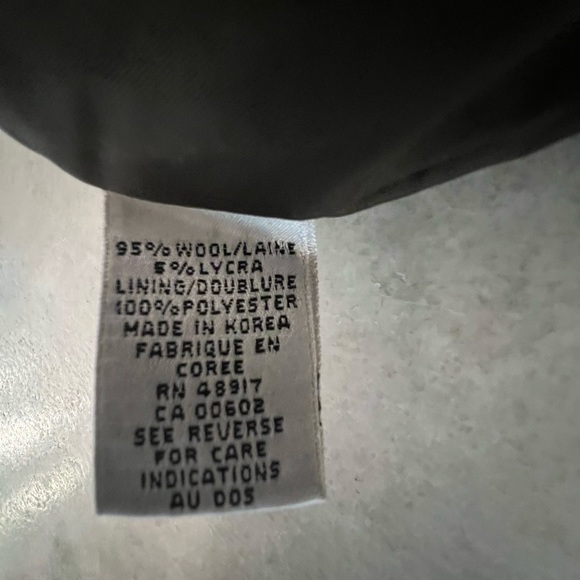 95% WOOL/LAINE
5% LYCRA
LINING/DOUBLURE
100% POLYESTER
MADE IN KOREA
FABRIQUE EN
COREE
RN 48917
CA 00602
SEE REVERSE
FOR CARE
INDICATIONS
AU DOS